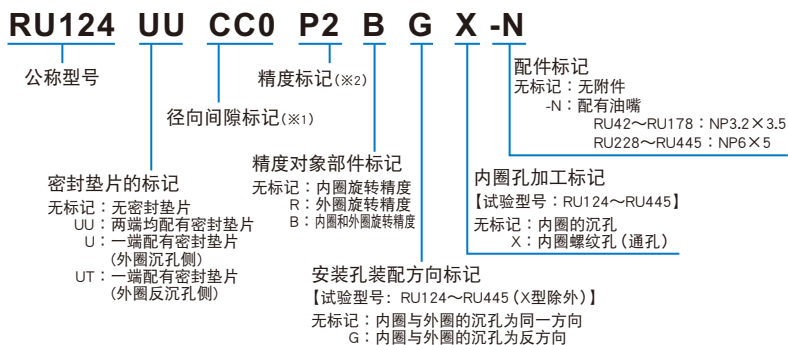 RU124 UU CC0 P2 B G X -N
公称型号
精度标记(※2)
径向间隙标记(※1)
配件标记
无标记：无附件
-N：配有油嘴
RU42～RU178：NP3.2×3.5
RU228～RU445：NP6×5
精度对象部件标记
无标记：内圈旋转精度
R：外圈旋转精度
B：内圈和外圈旋转精度
内圈孔加工标记
【试验型号：RU124～RU445】
无标记：内圈的沉孔
X：内圈螺纹孔（通孔）
密封垫片的标记
无标记：无密封垫片
UU：两端均配有密封垫片
U：一端配有密封垫片
(外圈沉孔侧)
UT：一端配有密封垫片
(外圈反沉孔侧)
安装孔装配方向标记
【试验型号：RU124～RU445（X型除外）】
无标记：内圈与外圈的沉孔为同一方向
G：内圈与外圈的沉孔为反方向